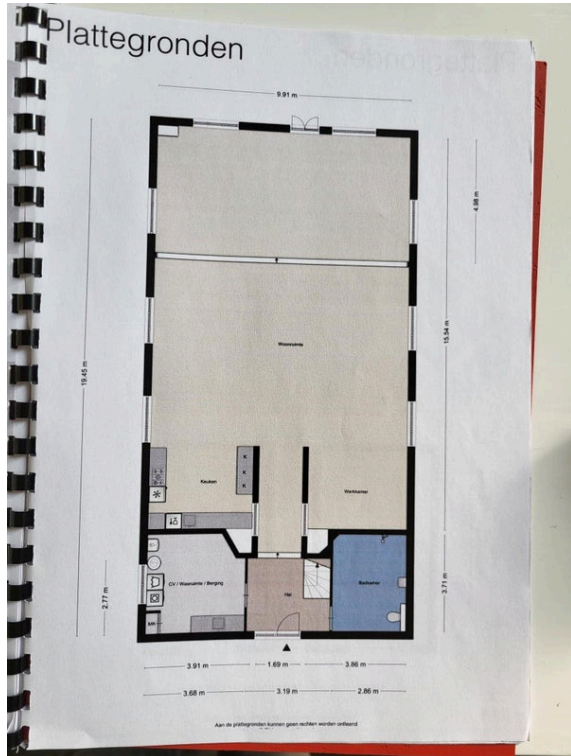 Plattegronden
9.91 m
4.98 m
15.54 m
19.45 m
Woonruimte
Keuken
K
K
K
Werkkamer
CV / Wasruimte / Berging
Hal
Badkamer
MK
2.77 m
3.71 m
3.91 m
1.69 m
3.86 m
3.68 m
3.19 m
2.86 m
Aan de plattegronden kunnen geen rechten worden ontleend.